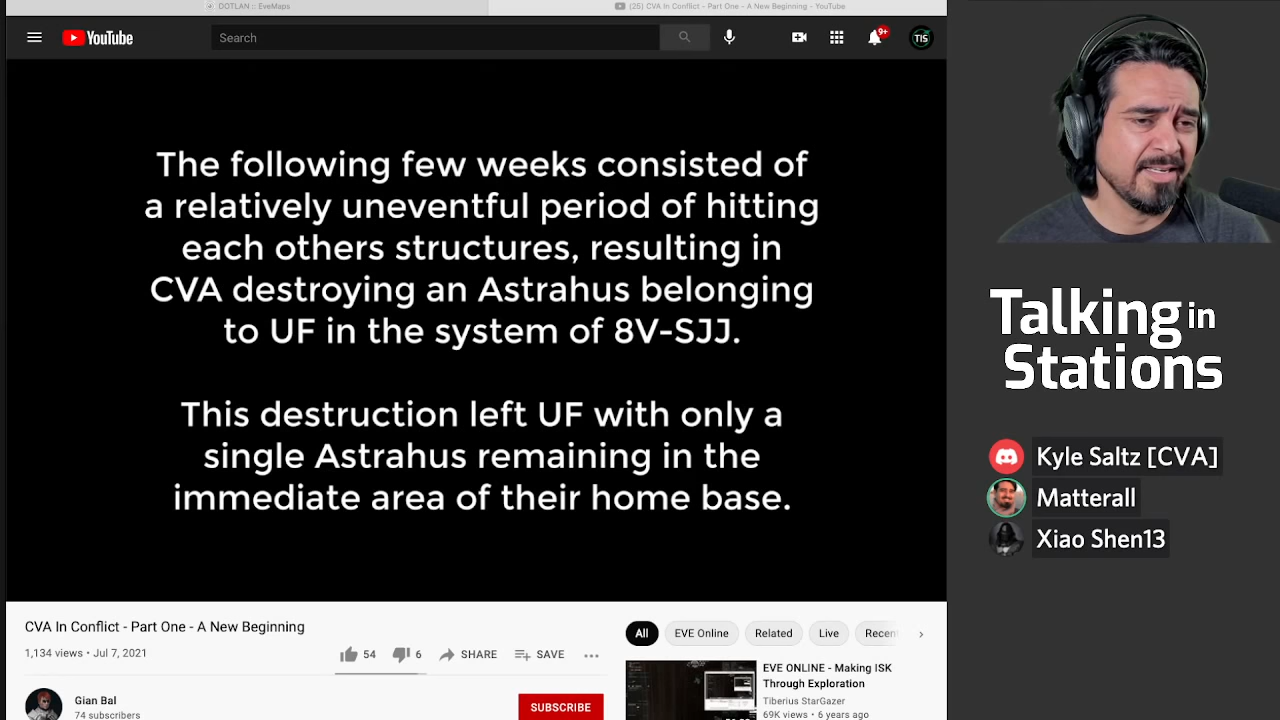 DOTLAN :: EveMaps
(25) CVA In Conflict - Part One - A New Beginning - YouTube
YouTube
Search
9+
TIS
The following few weeks consisted of
a relatively uneventful period of hitting
each others structures, resulting in
CVA destroying an Astrahus belonging
to UF in the system of 8V-SJJ.
This destruction left UF with only a
single Astrahus remaining in the
immediate area of their home base.
Talking in
Stations
Kyle Saltz [CVA]
Matterall
Xiao Shen13
CVA In Conflict - Part One - A New Beginning
1,134 views • Jul 7, 2021
54
6
SHARE
SAVE
Gian Bal
74 subscribers
SUBSCRIBE
All
EVE Online
Related
Live
Recen
EVE ONLINE - Making ISK
Through Exploration
Tiberius StarGazer
69K views • 6 years ago